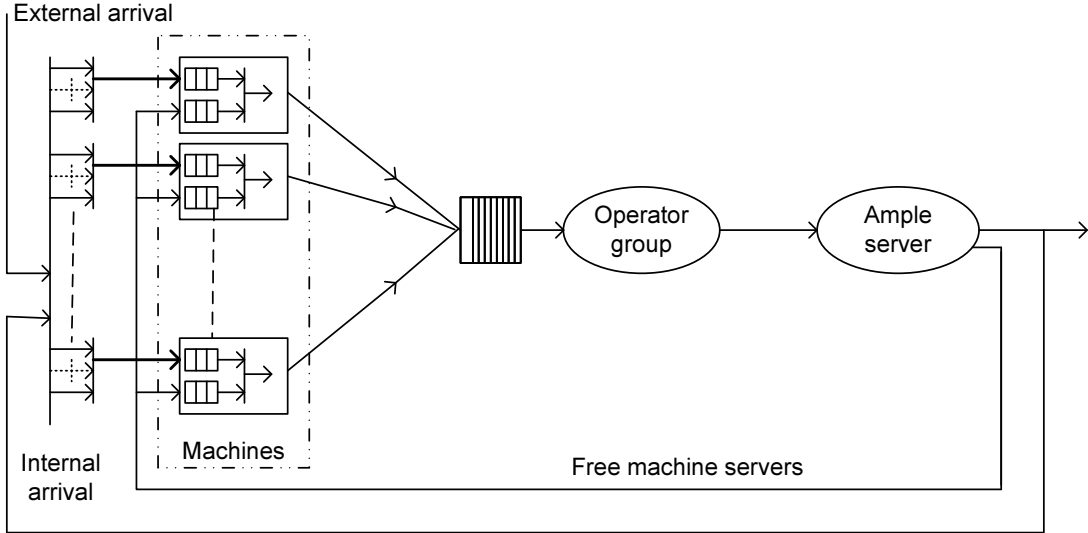 External arrival
Operator
group
Ample
server
Machines
Internal
arrival
Free machine servers